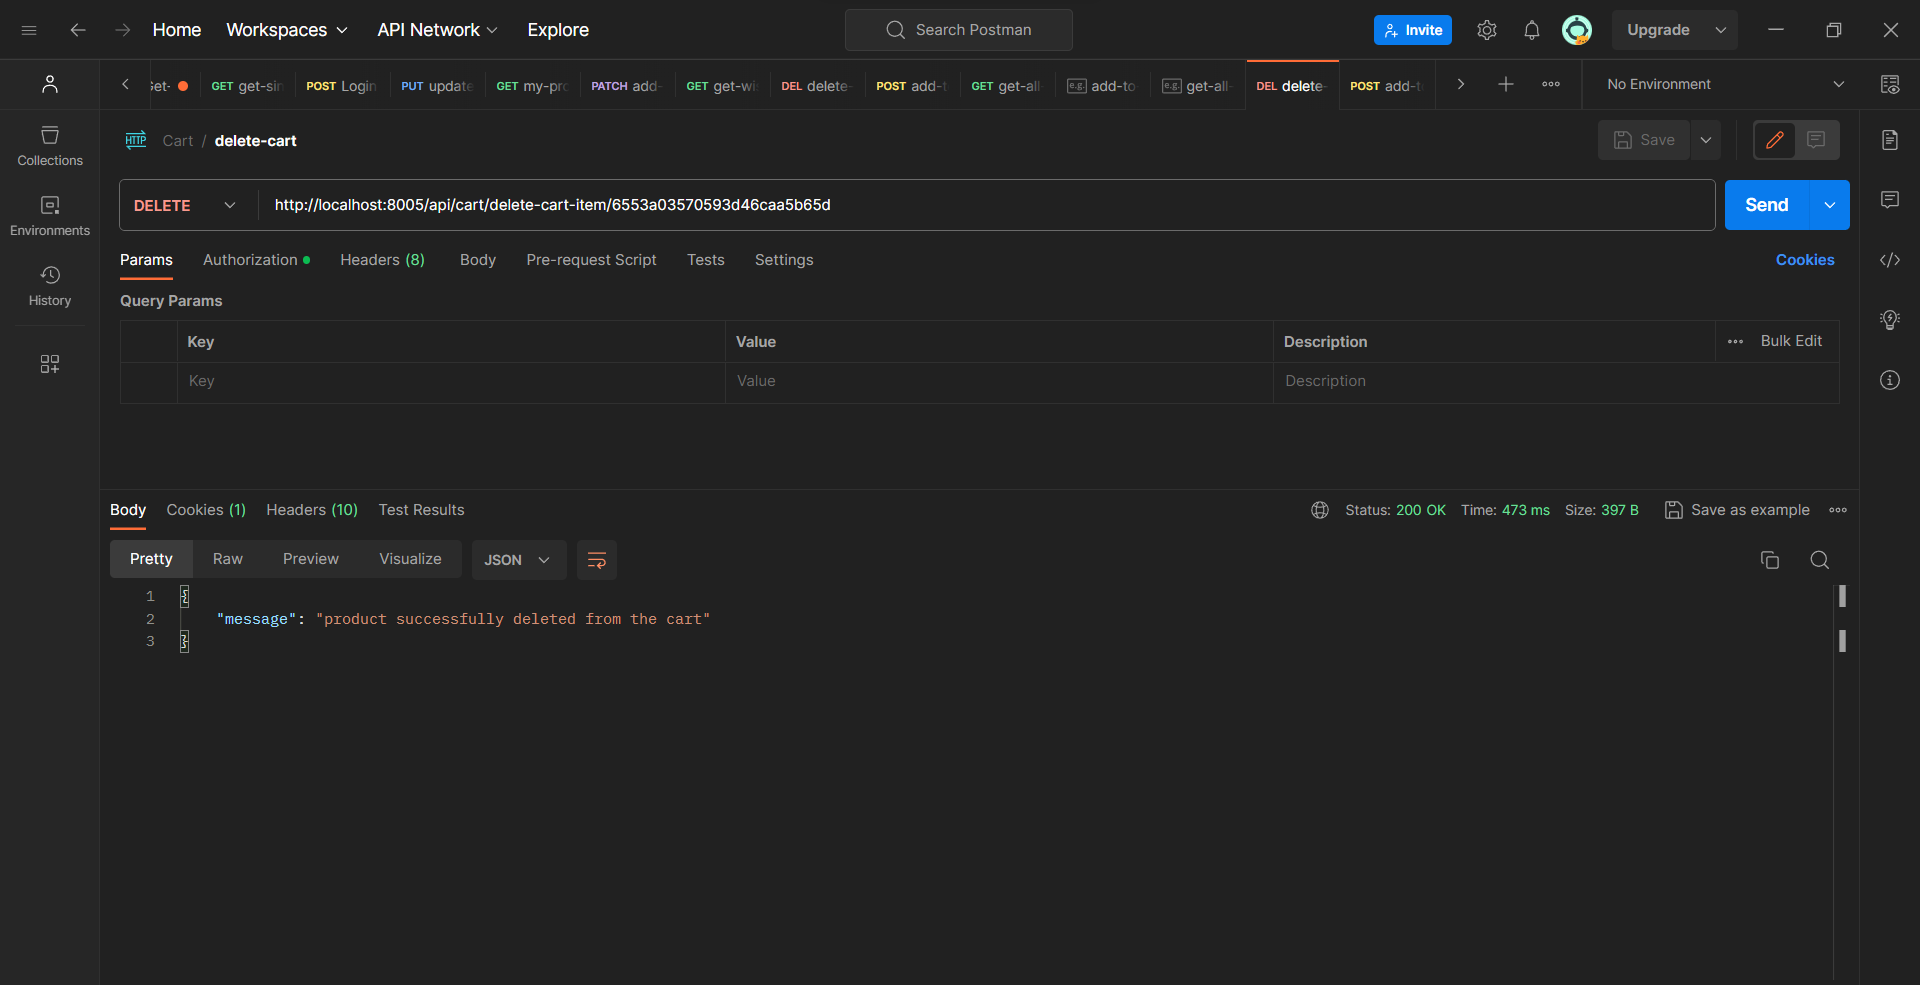 Home Workspaces API Network Explore Search Postman Invite Upgrade
GET get-sin POST Login PUT update GET my-pro PATCH add- GET get-wi DEL delete- POST add-t GET get-all e.g. add-to e.g. get-all- DEL delete- POST add-t No Environment
HTTP Cart / delete-cart Save
Collections
DELETE http://localhost:8005/api/cart/delete-cart-item/6553a03570593d46caa5b65d Send
Environments
Params Authorization Headers (8) Body Pre-request Script Tests Settings Cookies
History
Query Params
Key Value Description Bulk Edit
Key Value Description
Body Cookies (1) Headers (10) Test Results Status: 200 OK Time: 473 ms Size: 397 B Save as example
Pretty Raw Preview Visualize JSON
1 {
2 "message": "product successfully deleted from the cart"
3 }